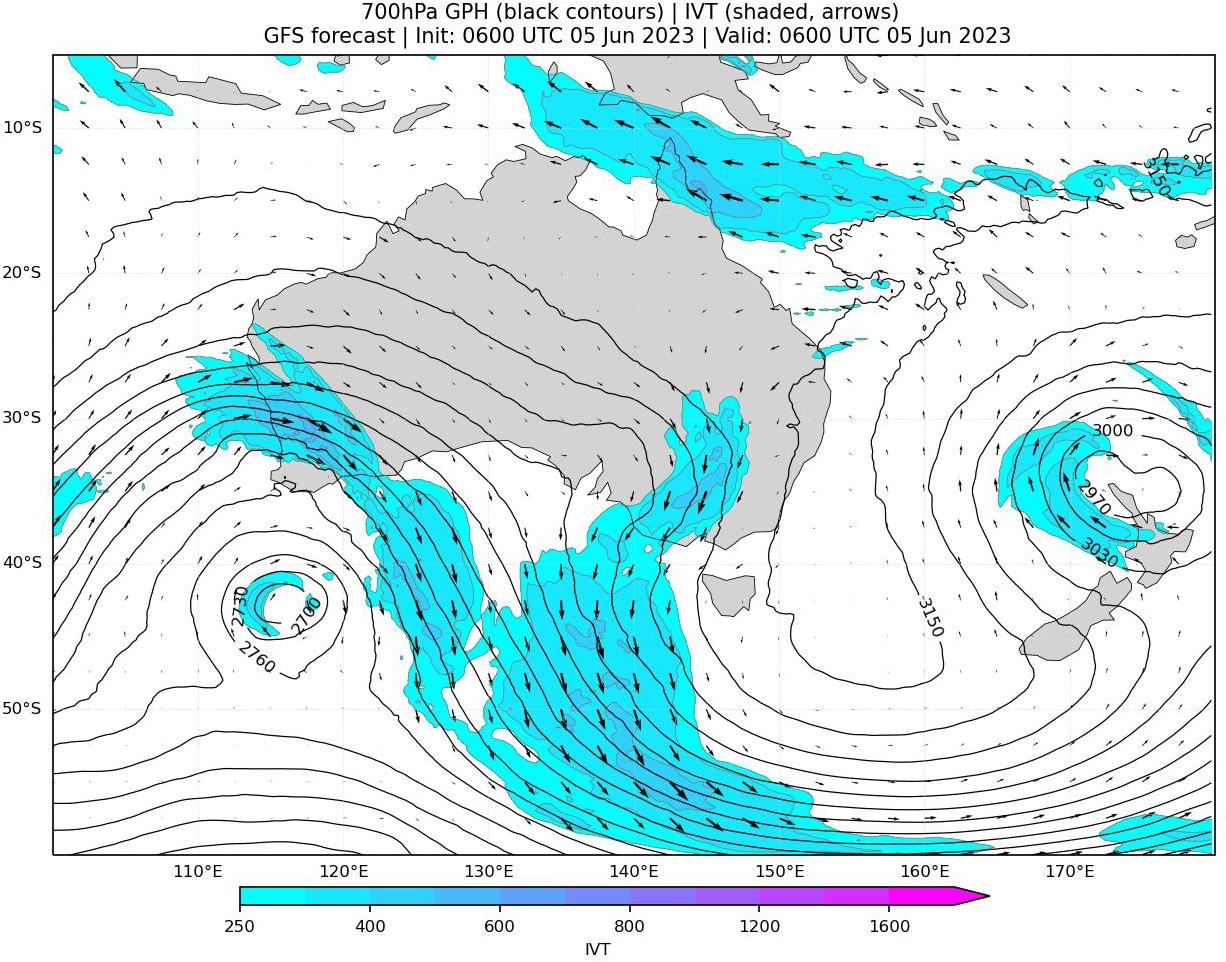 700hPa GPH (black contours) | IVT (shaded, arrows)
GFS forecast | Init: 0600 UTC 05 Jun 2023 | Valid: 0600 UTC 05 Jun 2023
10°S
3150
20°S
30°S
3000
2970
3030
40°S
2730
2700
2760
3150
50°S
110°E 120°E 130°E 140°E 150°E 160°E 170°E
250 400 600 800 1200 1600
IVT